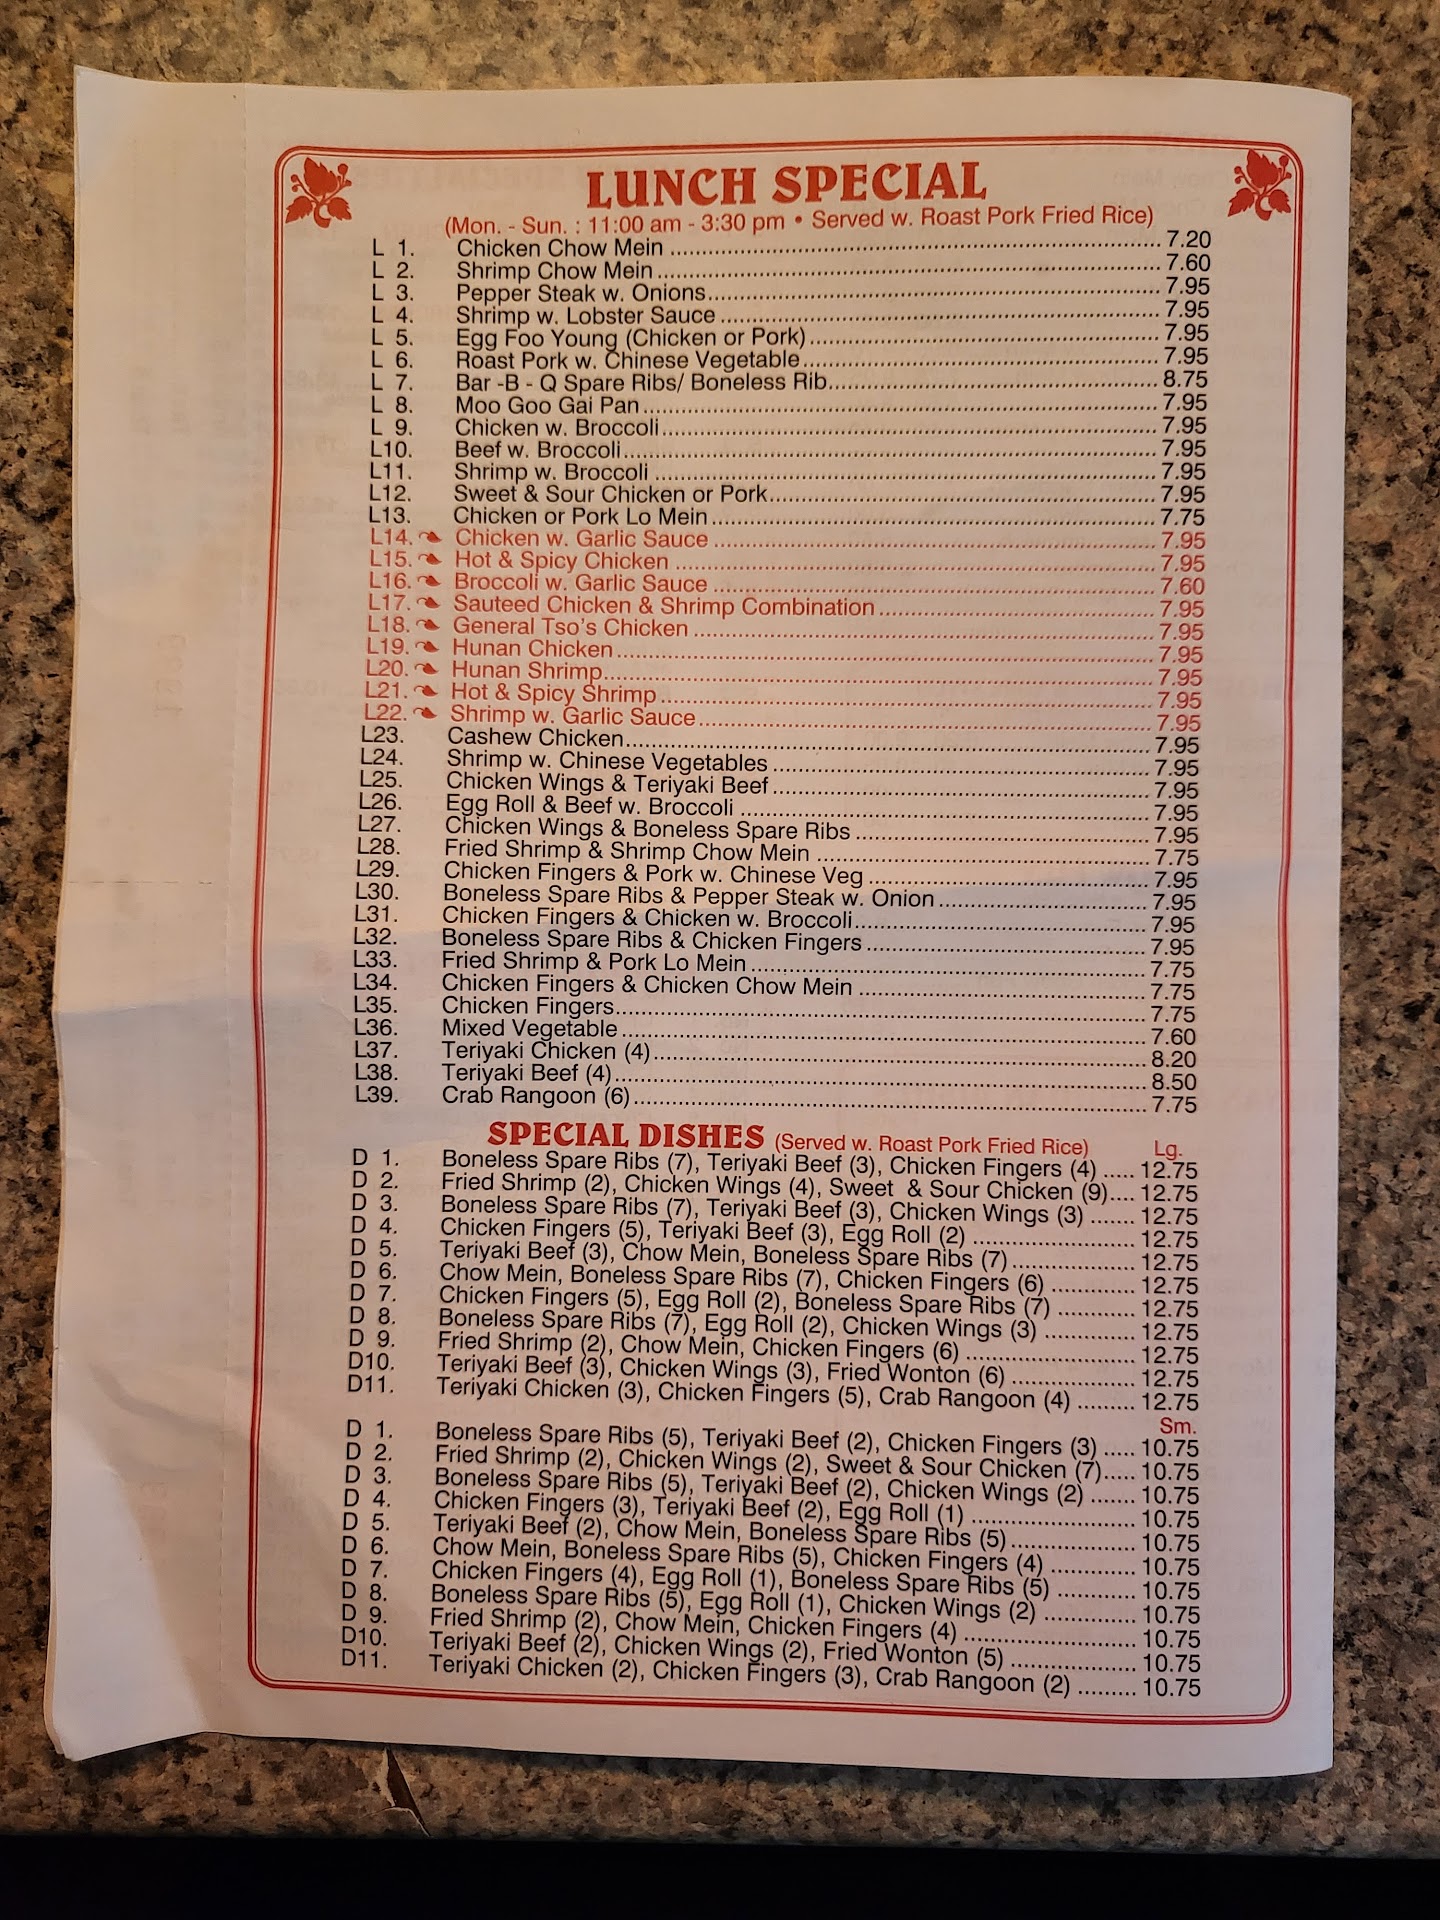 LUNCH SPECIAL
(Mon. - Sun. : 11:00 am - 3:30 pm • Served w. Roast Pork Fried Rice)
L 1. Chicken Chow Mein ........ 7.20
L 2. Shrimp Chow Mein ........ 7.60
L 3. Pepper Steak w. Onions ........ 7.95
L 4. Shrimp w. Lobster Sauce ........ 7.95
L 5. Egg Foo Young (Chicken or Pork) ........ 7.95
L 6. Roast Pork w. Chinese Vegetable ........ 7.95
L 7. Bar -B - Q Spare Ribs/ Boneless Rib ........ 8.75
L 8. Moo Goo Gai Pan ........ 7.95
L 9. Chicken w. Broccoli ........ 7.95
L10. Beef w. Broccoli ........ 7.95
L11. Shrimp w. Broccoli ........ 7.95
L12. Sweet & Sour Chicken or Pork ........ 7.95
L13. Chicken or Pork Lo Mein ........ 7.75
L14. Chicken w. Garlic Sauce ........ 7.95
L15. Hot & Spicy Chicken ........ 7.95
L16. Broccoli w. Garlic Sauce ........ 7.60
L17. Sauteed Chicken & Shrimp Combination ........ 7.95
L18. General Tso's Chicken ........ 7.95
L19. Hunan Chicken ........ 7.95
L20. Hunan Shrimp ........ 7.95
L21. Hot & Spicy Shrimp ........ 7.95
L22. Shrimp w. Garlic Sauce ........ 7.95
L23. Cashew Chicken ........ 7.95
L24. Shrimp w. Chinese Vegetables ........ 7.95
L25. Chicken Wings & Teriyaki Beef ........ 7.95
L26. Egg Roll & Beef w. Broccoli ........ 7.95
L27. Chicken Wings & Boneless Spare Ribs ........ 7.95
L28. Fried Shrimp & Shrimp Chow Mein ........ 7.75
L29. Chicken Fingers & Pork w. Chinese Veg ........ 7.95
L30. Boneless Spare Ribs & Pepper Steak w. Onion ........ 7.95
L31. Chicken Fingers & Chicken w. Broccoli ........ 7.95
L32. Boneless Spare Ribs & Chicken Fingers ........ 7.95
L33. Fried Shrimp & Pork Lo Mein ........ 7.75
L34. Chicken Fingers & Chicken Chow Mein ........ 7.75
L35. Chicken Fingers ........ 7.75
L36. Mixed Vegetable ........ 7.60
L37. Teriyaki Chicken (4) ........ 8.20
L38. Teriyaki Beef (4) ........ 8.50
L39. Crab Rangoon (6) ........ 7.75
SPECIAL DISHES (Served w. Roast Pork Fried Rice) Lg.
D 1. Boneless Spare Ribs (7), Teriyaki Beef (3), Chicken Fingers (4) ..... 12.75
D 2. Fried Shrimp (2), Chicken Wings (4), Sweet & Sour Chicken (9).... 12.75
D 3. Boneless Spare Ribs (7), Teriyaki Beef (3), Chicken Wings (3) ....... 12.75
D 4. Chicken Fingers (5), Teriyaki Beef (3), Egg Roll (2) ........ 12.75
D 5. Teriyaki Beef (3), Chow Mein, Boneless Spare Ribs (7) ........ 12.75
D 6. Chow Mein, Boneless Spare Ribs (7), Chicken Fingers (6) ........ 12.75
D 7. Chicken Fingers (5), Egg Roll (2), Boneless Spare Ribs (7) ........ 12.75
D 8. Boneless Spare Ribs (7), Egg Roll (2), Chicken Wings (3) ........ 12.75
D 9. Fried Shrimp (2), Chow Mein, Chicken Fingers (6) ........ 12.75
D10. Teriyaki Beef (3), Chicken Wings (3), Fried Wonton (6) ........ 12.75
D11. Teriyaki Chicken (3), Chicken Fingers (5), Crab Rangoon (4) ......... 12.75
Sm.
D 1. Boneless Spare Ribs (5), Teriyaki Beef (2), Chicken Fingers (3) ..... 10.75
D 2. Fried Shrimp (2), Chicken Wings (2), Sweet & Sour Chicken (7)..... 10.75
D 3. Boneless Spare Ribs (5), Teriyaki Beef (2), Chicken Wings (2) ....... 10.75
D 4. Chicken Fingers (3), Teriyaki Beef (2), Egg Roll (1) ........ 10.75
D 5. Teriyaki Beef (2), Chow Mein, Boneless Spare Ribs (5) ........ 10.75
D 6. Chow Mein, Boneless Spare Ribs (5), Chicken Fingers (4) ........ 10.75
D 7. Chicken Fingers (4), Egg Roll (1), Boneless Spare Ribs (5) ........ 10.75
D 8. Boneless Spare Ribs (5), Egg Roll (1), Chicken Wings (2) ........ 10.75
D 9. Fried Shrimp (2), Chow Mein, Chicken Fingers (4) ........ 10.75
D10. Teriyaki Beef (2), Chicken Wings (2), Fried Wonton (5) ........ 10.75
D11. Teriyaki Chicken (2), Chicken Fingers (3), Crab Rangoon (2) ......... 10.75